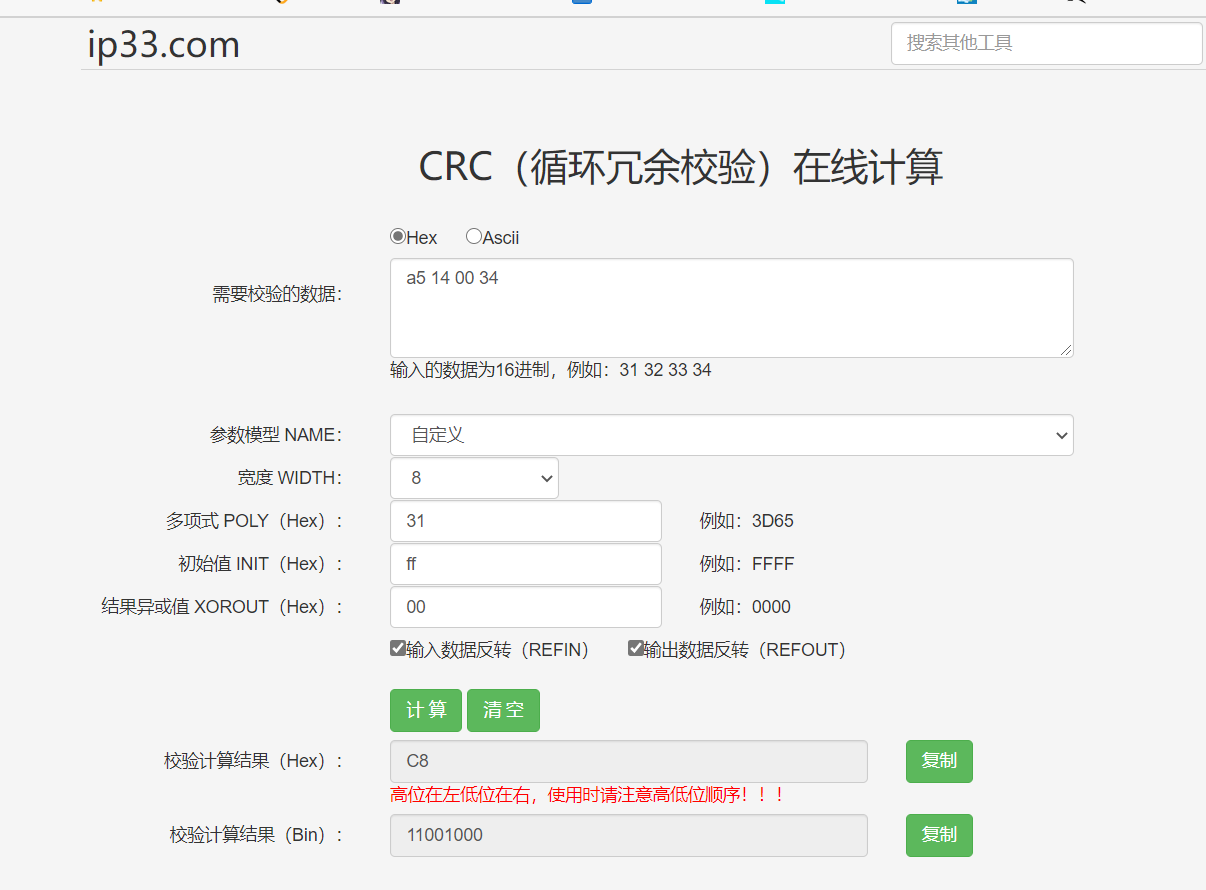 ip33.com
搜索其他工具
CRC（循环冗余校验）在线计算
Hex Ascii
需要校验的数据：
a5 14 00 34
输入的数据为16进制，例如：31 32 33 34
参数模型 NAME： 自定义
宽度 WIDTH： 8
多项式 POLY（Hex）： 31 例如：3D65
初始值 INIT（Hex）： ff 例如：FFFF
结果异或值 XOROUT（Hex）： 00 例如：0000
输入数据反转（REFIN） 输出数据反转（REFOUT）
计 算 清 空
校验计算结果（Hex）： C8 复制
高位在左低位在右，使用时请注意高低位顺序！！！
校验计算结果（Bin）： 11001000 复制